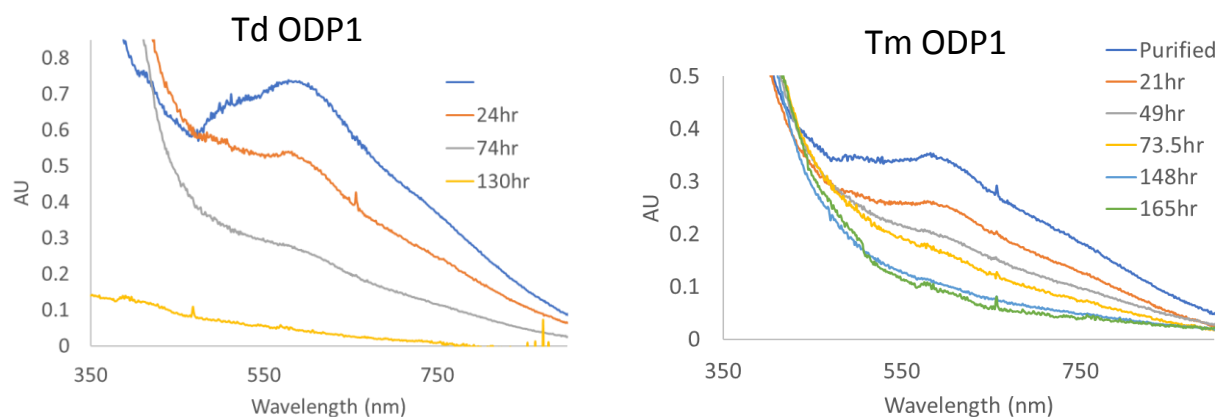 Td ODP1
0.8
0.7
0.6
0.5
0.4
0.3
0.2
0.1
0
AU
24hr
74hr
130hr
350
550
750
Wavelength (nm)
Tm ODP1
0.5
0.4
0.3
0.2
0.1
0
AU
Purified
21hr
49hr
73.5hr
148hr
165hr
350
550
750
Wavelength (nm)